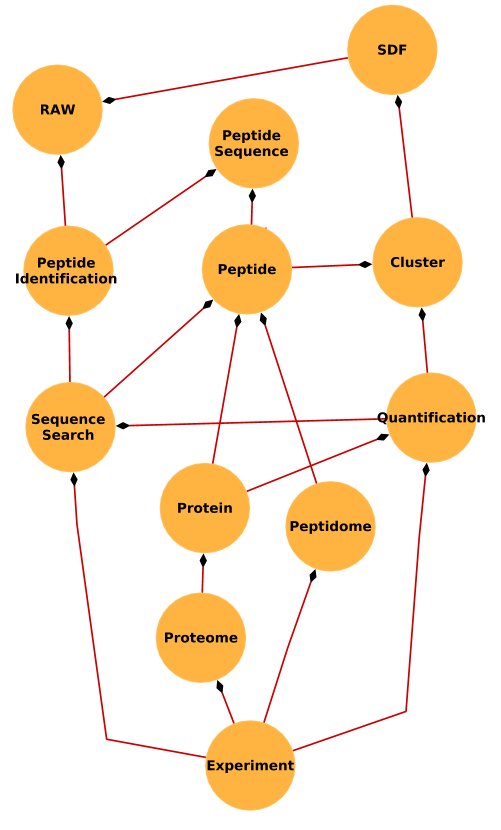 SDF
RAW
Peptide
Sequence
Peptide
Identification
Peptide
Cluster
Sequence
Search
Quantification
Protein
Peptidome
Proteome
Experiment